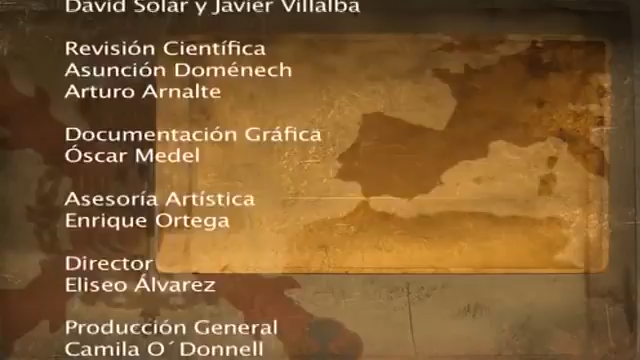 David Solar y Javier Villalba
Revisión Científica
Asunción Doménech
Arturo Arnalte
Documentación Gráfica
Óscar Medel
Asesoría Artística
Enrique Ortega
Director
Eliseo Álvarez
Producción General
Camila O´Donnell